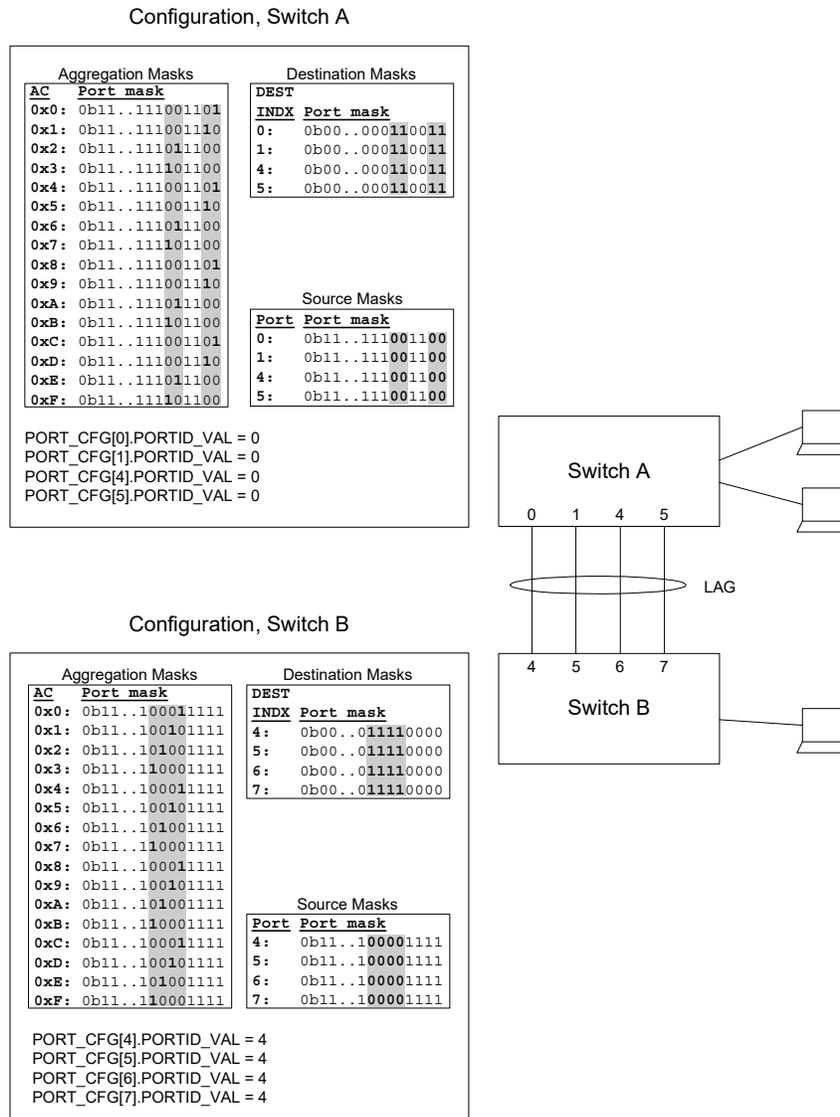 Configuration, Switch A
Aggregation Masks
AC Port mask
0x0: 0b11..111001101
0x1: 0b11..111001110
0x2: 0b11..111011100
0x3: 0b11..111101100
0x4: 0b11..111001101
0x5: 0b11..111001110
0x6: 0b11..111011100
0x7: 0b11..111101100
0x8: 0b11..111001101
0x9: 0b11..111001110
0xA: 0b11..111011100
0xB: 0b11..111101100
0xC: 0b11..111001101
0xD: 0b11..111001110
0xE: 0b11..111011100
0xF: 0b11..111101100
Destination Masks
DEST
INDX Port mask
0: 0b00..000110011
1: 0b00..000110011
4: 0b00..000110011
5: 0b00..000110011
Source Masks
Port Port mask
0: 0b11..111001100
1: 0b11..111001100
4: 0b11..111001100
5: 0b11..111001100
PORT_CFG[0].PORTID_VAL = 0
PORT_CFG[1].PORTID_VAL = 0
PORT_CFG[4].PORTID_VAL = 0
PORT_CFG[5].PORTID_VAL = 0
Switch A
0 1 4 5
LAG
4 5 6 7
Switch B
Configuration, Switch B
Aggregation Masks
AC Port mask
0x0: 0b11..100011111
0x1: 0b11..100101111
0x2: 0b11..101001111
0x3: 0b11..110001111
0x4: 0b11..100011111
0x5: 0b11..100101111
0x6: 0b11..101001111
0x7: 0b11..110001111
0x8: 0b11..100011111
0x9: 0b11..100101111
0xA: 0b11..101001111
0xB: 0b11..110001111
0xC: 0b11..100011111
0xD: 0b11..100101111
0xE: 0b11..101001111
0xF: 0b11..110001111
Destination Masks
DEST
INDX Port mask
4: 0b00..011110000
5: 0b00..011110000
6: 0b00..011110000
7: 0b00..011110000
Source Masks
Port Port mask
4: 0b11..100001111
5: 0b11..100001111
6: 0b11..100001111
7: 0b11..100001111
PORT_CFG[4].PORTID_VAL = 4
PORT_CFG[5].PORTID_VAL = 4
PORT_CFG[6].PORTID_VAL = 4
PORT_CFG[7].PORTID_VAL = 4